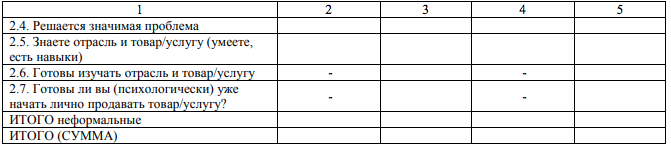 1 2 3 4 5
2.4. Решается значимая проблема
2.5. Знаете отрасль и товар/услугу (умеете,
есть навыки)
2.6. Готовы изучать отрасль и товар/услугу - -
2.7. Готовы ли вы (психологически) уже
начать лично продавать товар/услугу? - -
ИТОГО неформальные
ИТОГО (СУММА)